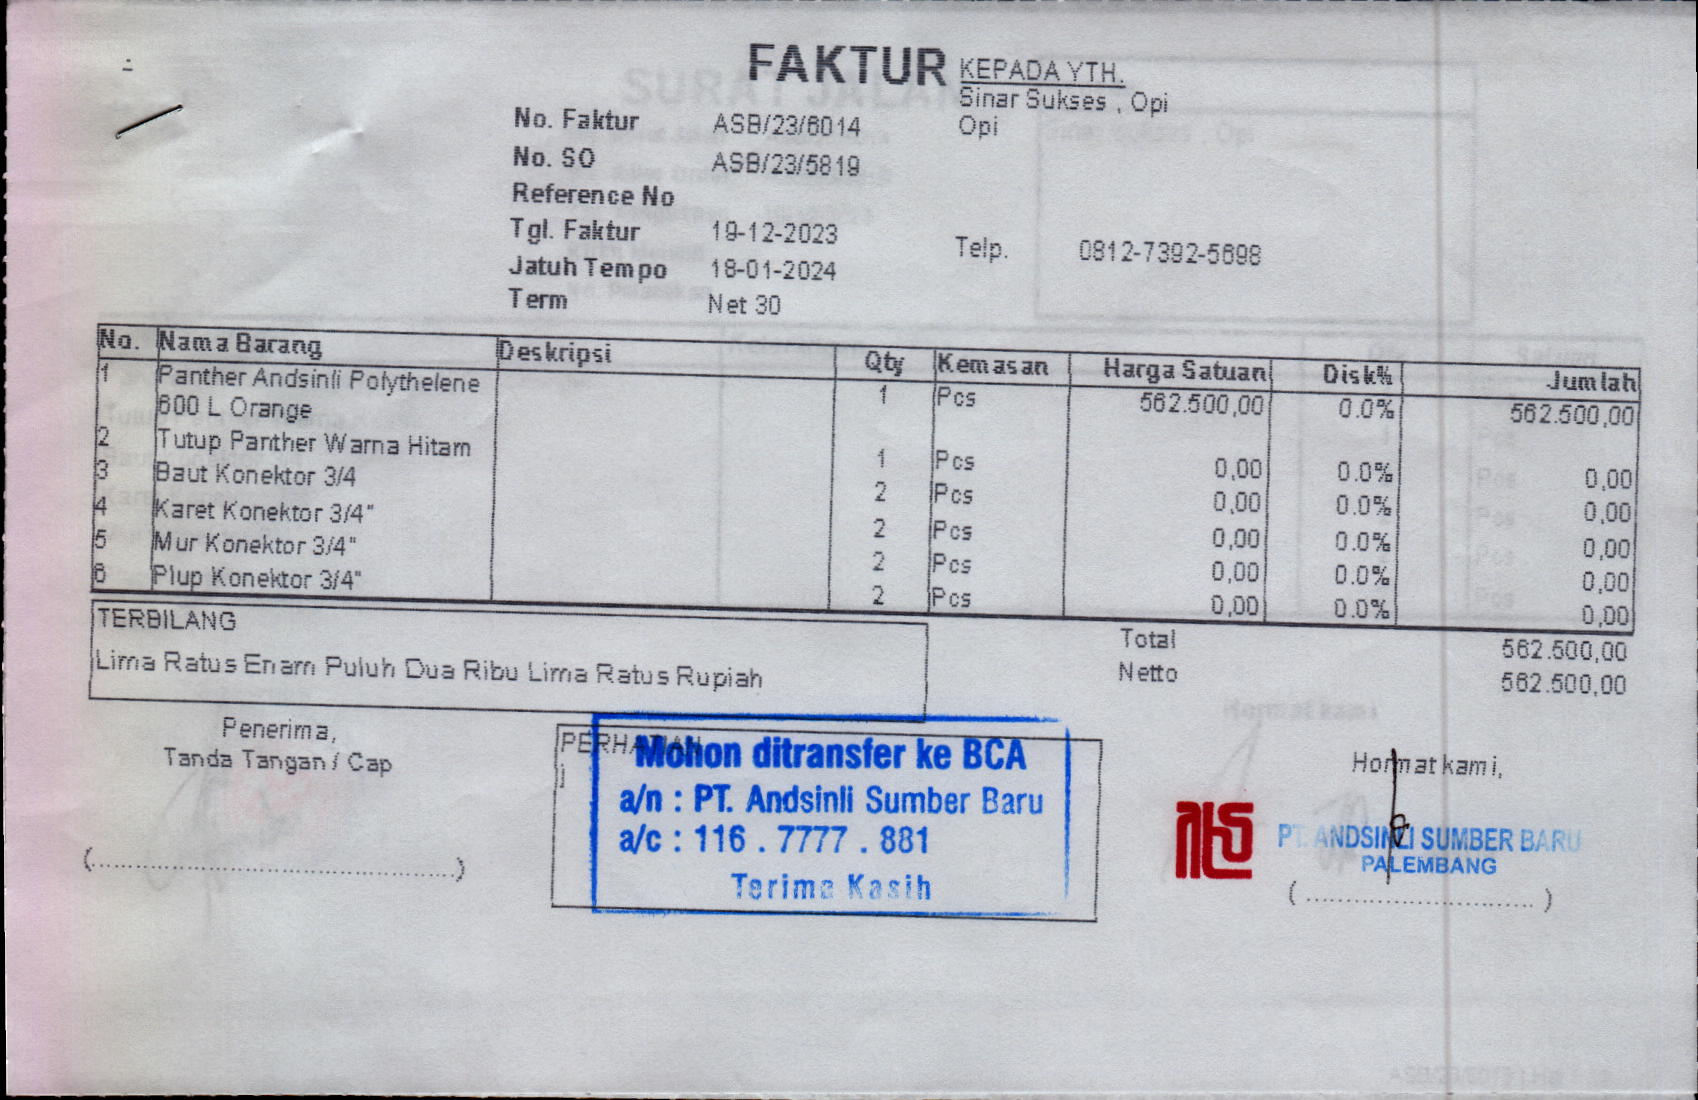 FAKTUR
KEPADA YTH.
Sinar Sukses , Opi
Opi
No. Faktur ASB/23/6014
No. SO ASB/23/5819
Reference No
Tgl. Faktur 19-12-2023
Telp. 0812-7392-5698
Jatuh Tempo 18-01-2024
Term Net 30
No. Nama Barang Deskripsi Qty Kemasan Harga Satuan Disk% Jumlah
1 Panther Andsinli Polythelene 1 Pcs 562.500,00 0.0% 562.500,00
600 L Orange
2 Tutup Panther Warna Hitam 1 Pcs 0,00 0.0% 0,00
3 Baut Konektor 3/4 2 Pcs 0,00 0.0% 0,00
4 Karet Konektor 3/4" 2 Pcs 0,00 0.0% 0,00
5 Mur Konektor 3/4" 2 Pcs 0,00 0.0% 0,00
6 Plup Konektor 3/4" 2 Pcs 0,00 0.0% 0,00
TERBILANG
Lima Ratus Enam Puluh Dua Ribu Lima Ratus Rupiah
Total 562.500,00
Netto 562.500,00
Penerima,
Tanda Tangan / Cap
(........................................)
PERHATIAN
Mohon ditransfer ke BCA
a/n : PT. Andsinli Sumber Baru
a/c : 116 . 7777 . 881
Terima Kasih
Hormat kami,
PT. ANDSINLI SUMBER BARU
PALEMBANG
( ............................ )